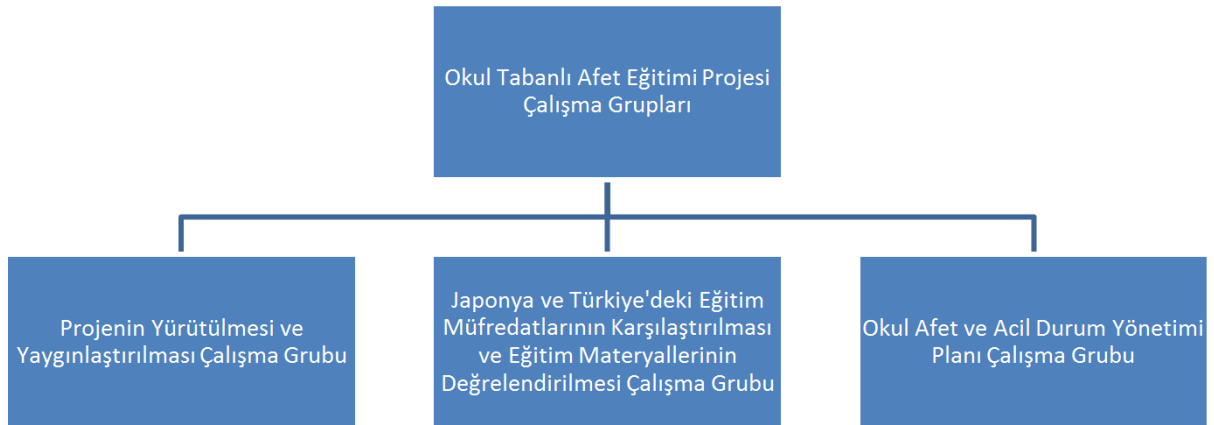 Okul Tabanlı Afet Eğitimi Projesi
Çalışma Grupları
Projenin Yürütülmesi ve
Yaygınlaştırılması Çalışma Grubu
Japonya ve Türkiye'deki Eğitim
Müfredatlarının Karşılaştırılması
ve Eğitim Materyallerinin
Değrelendirilmesi Çalışma Grubu
Okul Afet ve Acil Durum Yönetimi
Planı Çalışma Grubu